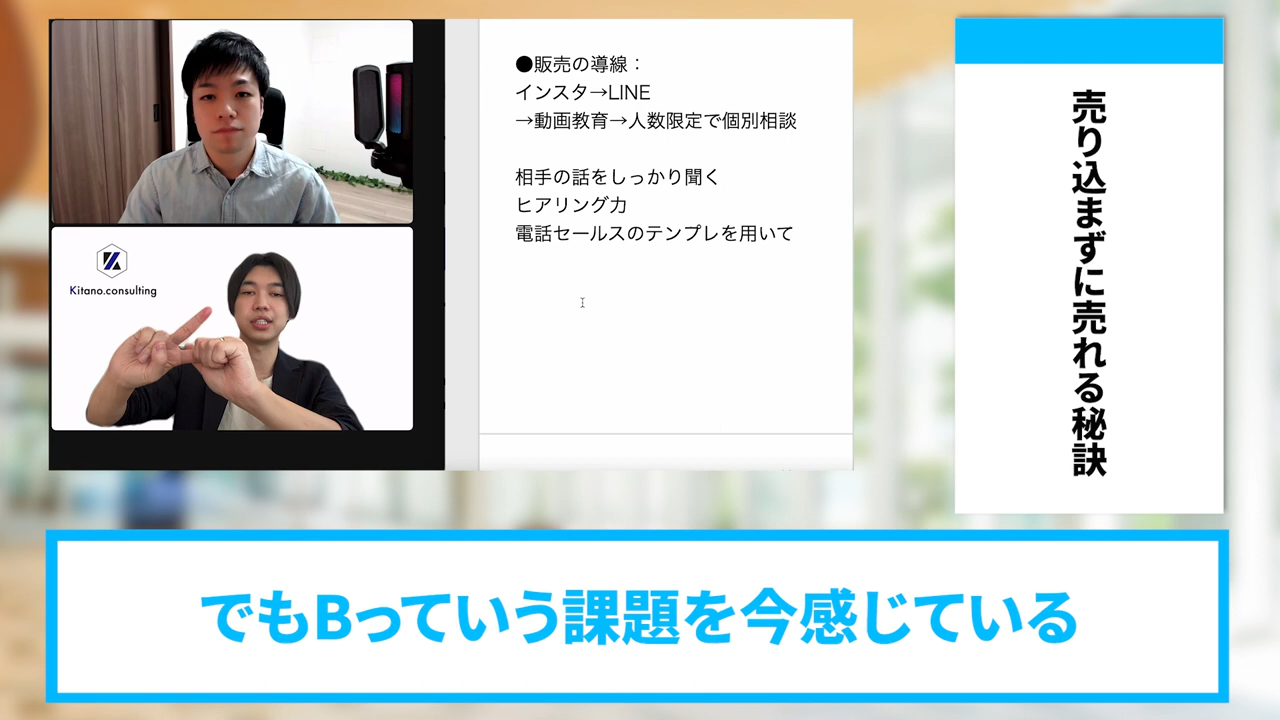 ●販売の導線：
インスタ→LINE
→動画教育→人数限定で個別相談
相手の話をしっかり聞く
ヒアリング力
電話セールスのテンプレを用いて
Kitano.consulting
売り込まずに売れる秘訣
でもBっていう課題を今感じている